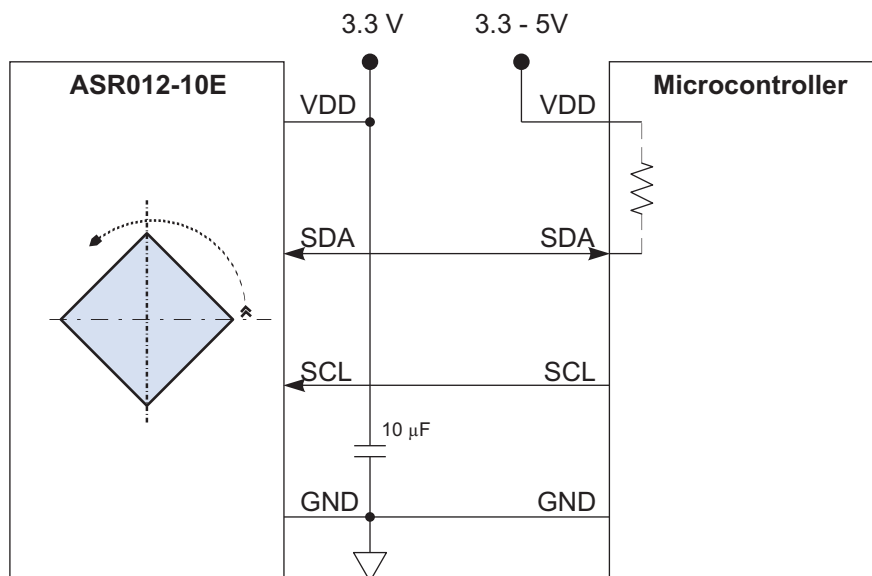 3.3 V
3.3 - 5V
ASR012-10E
Microcontroller
VDD
VDD
SDA
SDA
SCL
SCL
10 μF
GND
GND